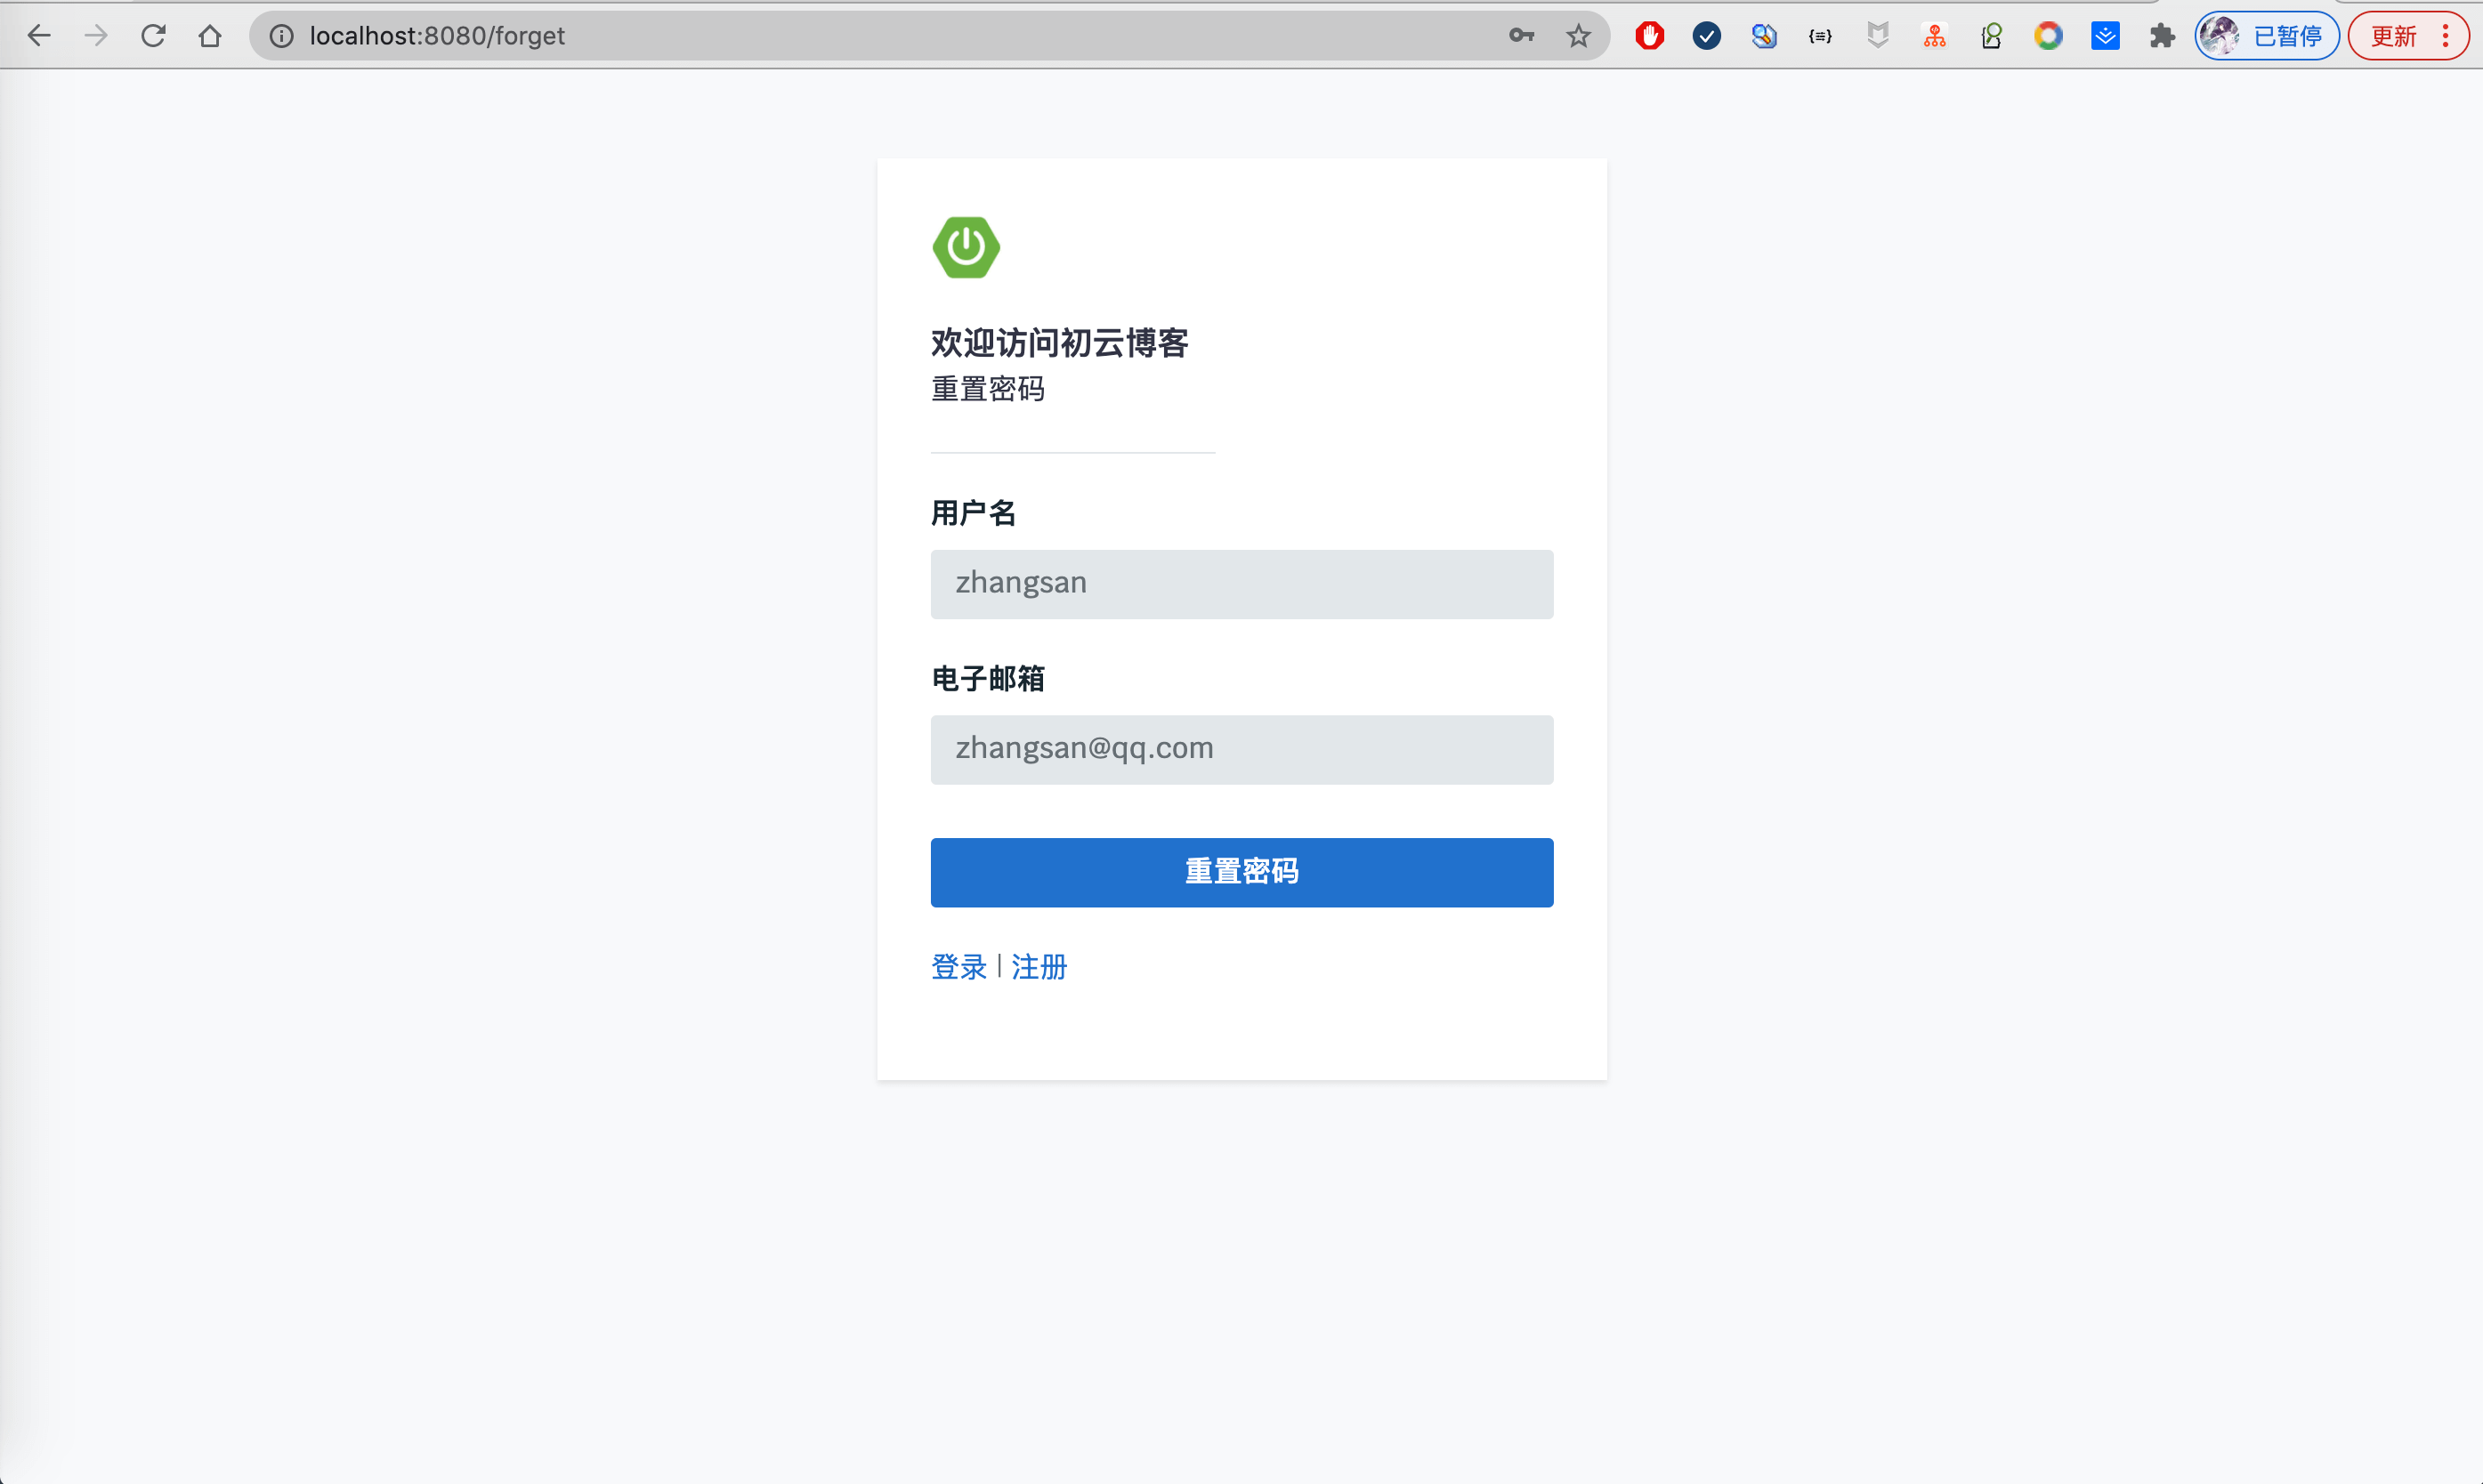 localhost:8080/forget
已暂停
更新
欢迎访问初云博客
重置密码
用户名
zhangsan
电子邮箱
zhangsan@qq.com
重置密码
登录 | 注册